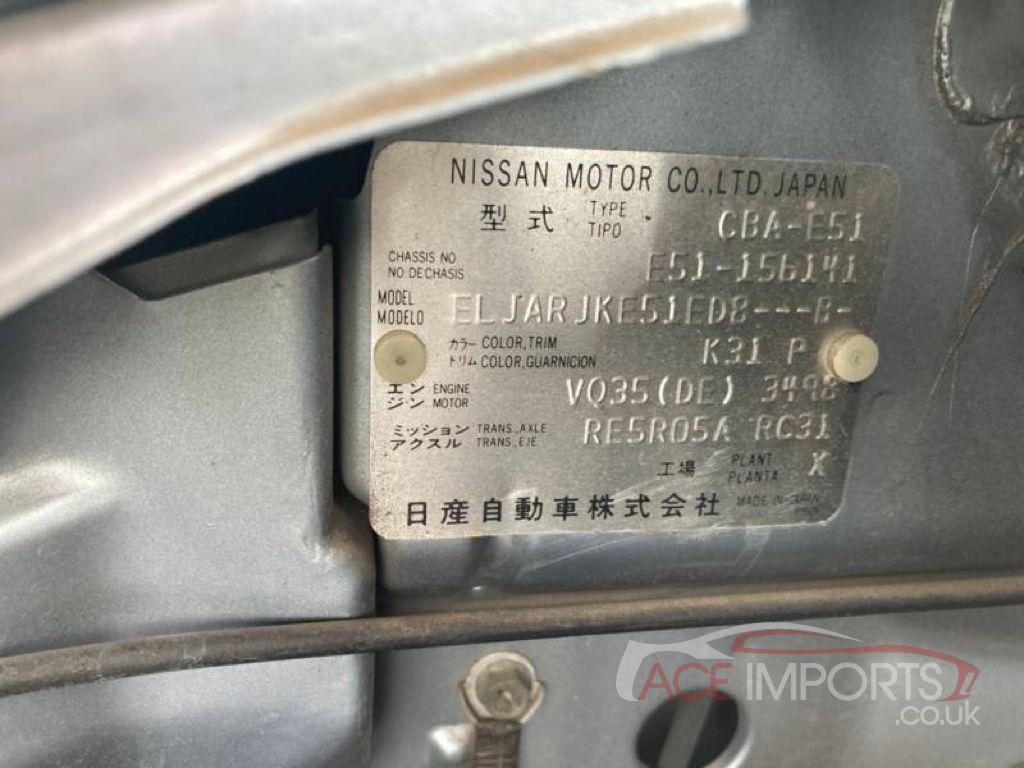 NISSAN MOTOR CO.,LTD. JAPAN
型式 TYPE TIPO CBA-E51
CHASSIS NO
NO DE CHASIS E51-156141
MODEL
MODELO ELJARJKE51ED8---B-
カラー COLOR,TRIM
トリム COLOR,GUARNICION K31 P
エン ENGINE
ジン MOTOR VQ35(DE) 3498
ミッション TRANS.,AXLE
アクスル TRANS.,EJE RE5R05A RC31
工場 PLANT PLANTA X
日産自動車株式会社 MADE IN JAPAN
ACE IMPORTS
.co.uk